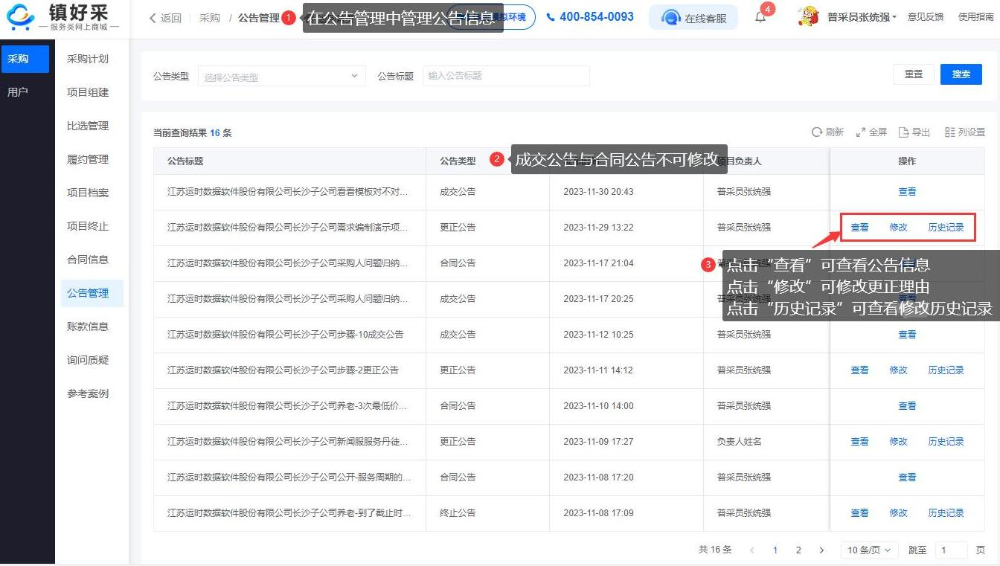 镇好采
服务类网上商城
返回 采购 / 公告管理 1 在公告管理中管理公告信息 拟环境 400-854-0093 在线客服 4 普采员张统强 意见反馈 使用指南
采购
用户
采购计划
项目组建
比选管理
履约管理
项目档案
项目终止
合同信息
公告管理
账款信息
询问质疑
参考案例
公告类型 选择公告类型 公告标题 输入公告标题 重置 搜索
当前查询结果 16 条 刷新 全屏 导出 列设置
公告标题 公告类型 2 成交公告与合同公告不可修改 项目负责人 操作
江苏运时数据软件股份有限公司长沙子公司看看模板对不对... 成交公告 2023-11-30 20:43 普采员张统强 查看
江苏运时数据软件股份有限公司长沙子公司需求编制演示项... 更正公告 2023-11-29 13:22 普采员张统强 查看 修改 历史记录
江苏运时数据软件股份有限公司长沙子公司采购人问题归纳... 合同公告 2023-11-17 21:04
3 点击“查看”可查看公告信息
点击“修改”可修改更正理由
点击“历史记录”可查看修改历史记录
江苏运时数据软件股份有限公司长沙子公司采购人问题归纳... 成交公告 2023-11-17 20:25
江苏运时数据软件股份有限公司长沙子公司步骤-10成交公告 成交公告 2023-11-12 10:25 普采员张统强 查看
江苏运时数据软件股份有限公司长沙子公司步骤-2更正公告 更正公告 2023-11-11 14:12 普采员张统强 查看 修改 历史记录
江苏运时数据软件股份有限公司长沙子公司养老-3次最低价... 合同公告 2023-11-10 14:00 普采员张统强 查看
江苏运时数据软件股份有限公司长沙子公司新闻服服务丹徒... 更正公告 2023-11-09 17:27 负责人姓名 查看 修改 历史记录
江苏运时数据软件股份有限公司长沙子公司公开-服务周期的... 合同公告 2023-11-08 17:20 普采员张统强 查看
江苏运时数据软件股份有限公司长沙子公司养老-到了截止时... 终止公告 2023-11-08 17:09 普采员张统强 查看 修改 历史记录
共 16 条 1 2 10 条/页 跳至 1 页